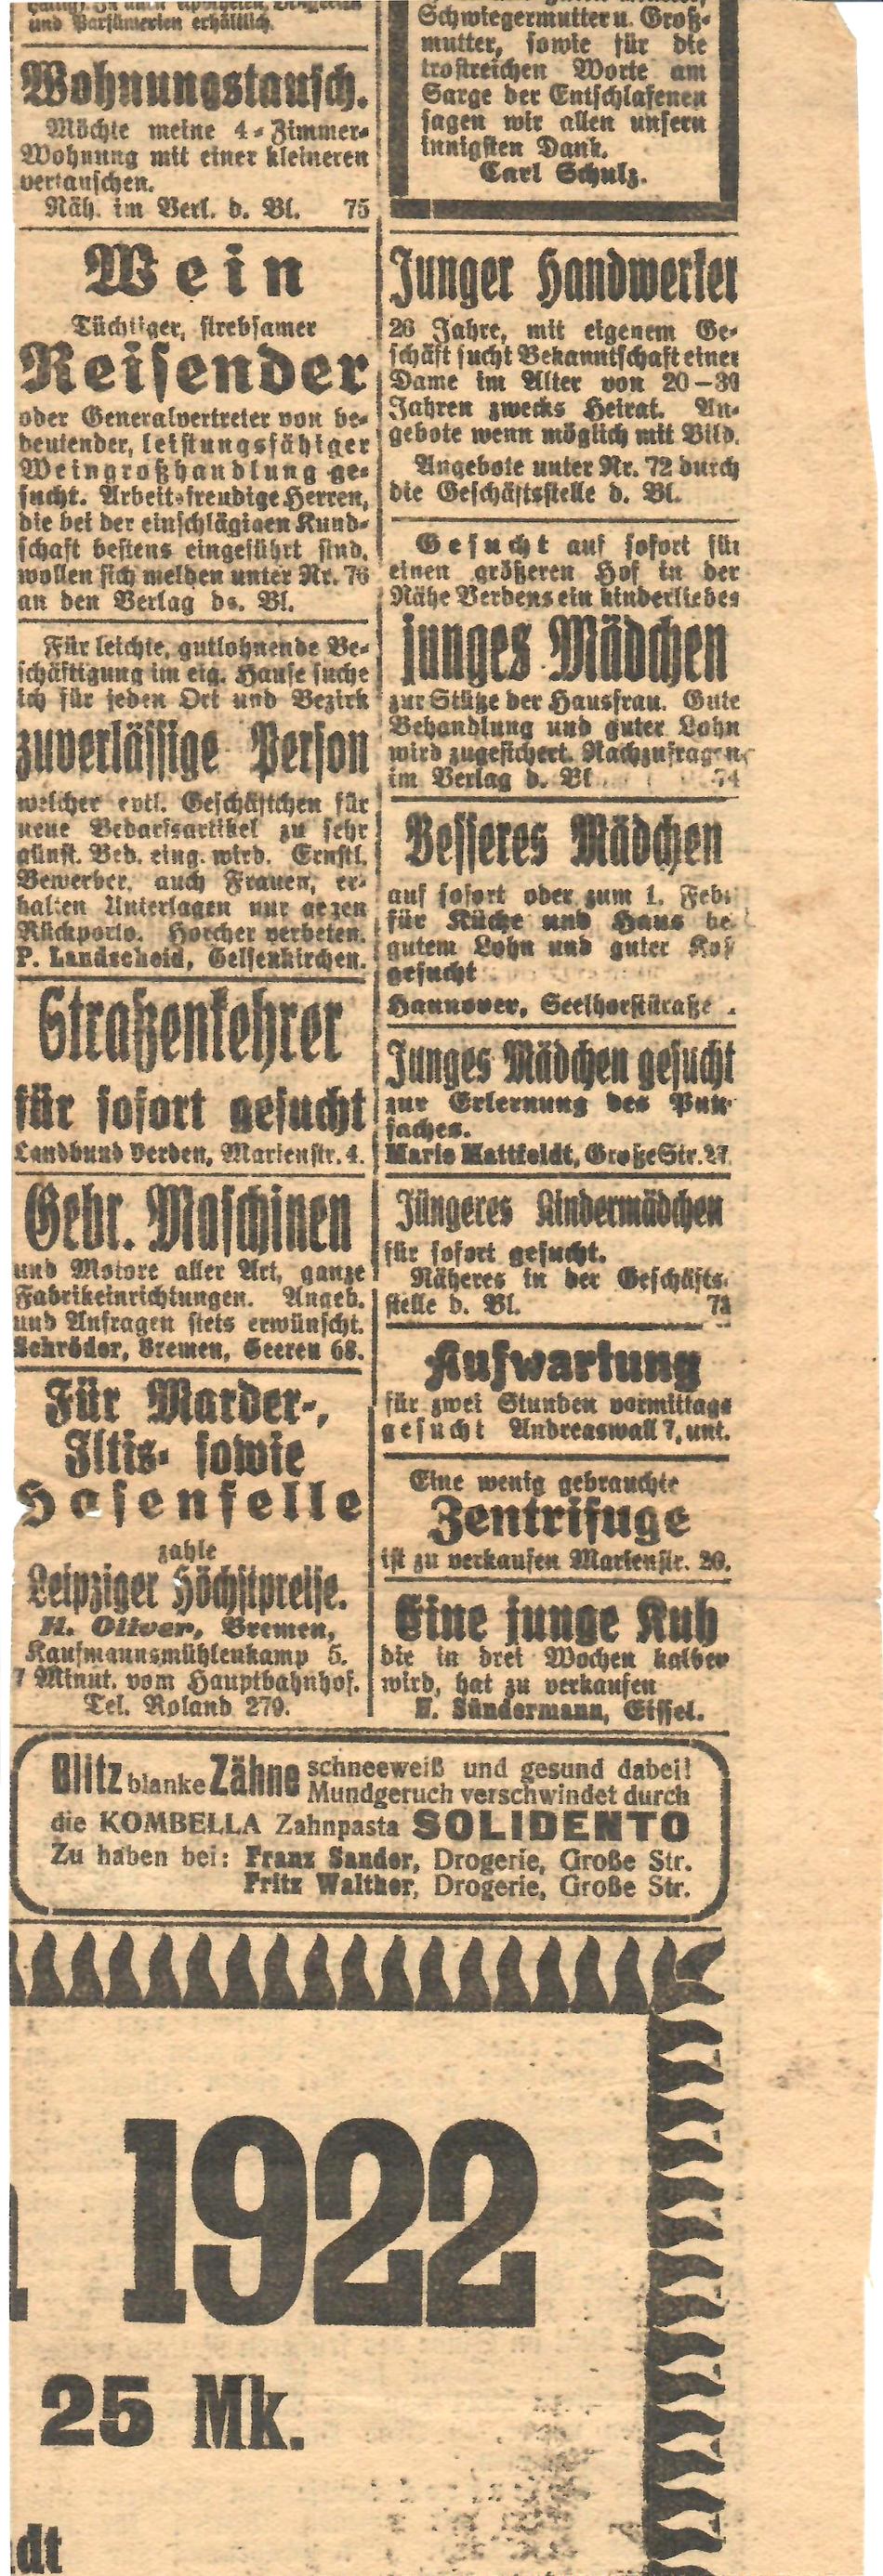 und Parfümerien erhältlich.
Wohnungstausch.
Möchte meine 4-Zimmer-
Wohnung mit einer kleineren
vertauschen.
Näh. im Verl. d. Bl. 75
Wein
Tüchtiger, strebsamer
Reisender
oder Generalvertreter von be-
deutender, leistungsfähiger
Weingroßhandlung ge-
sucht. Arbeitsfreudige Herren,
die bei der einschlägigen Kund-
schaft bestens eingeführt sind,
wollen sich melden unter Nr. 76
an den Verlag ds. Bl.
Für leichte, gutlohnende Be-
schäftigung im eig. Hause suche
ich für jeden Ort und Bezirk
zuverlässige Person
welcher evtl. Geschäftchen für
neue Bedarfsartikel zu sehr
günst. Bed. eing. wird. Ernstl.
Bewerber, auch Frauen, er-
halten Unterlagen nur gegen
Rückporto. Horcher verbeten.
P. Landscheid, Gelsenkirchen.
Straßenkehrer
für sofort gesucht
Landbund Verden, Marienstr. 4.
Gebr. Maschinen
und Motore aller Art, ganze
Fabrikeinrichtungen. Angeb.
und Anfragen stets erwünscht.
Schröder, Bremen, Geeren 68.
Für Marder-,
Iltis- sowie
Hasenfelle
zahle
Leipziger Höchstpreise.
H. Oliver, Bremen,
Kaufmannsmühlenkamp 5.
7 Minut. vom Hauptbahnhof.
Tel. Roland 279.
Schwiegermutter u. Groß-
mutter, sowie für die
trostreichen Worte am
Sarge der Entschlafenen
sagen wir allen unsern
innigsten Dank.
Carl Schulz.
Junger Handwerker
26 Jahre, mit eigenem Ge-
schäft sucht Bekanntschaft einer
Dame im Alter von 20–30
Jahren zwecks Heirat. An-
gebote wenn möglich mit Bild.
Angebote unter Nr. 72 durch
die Geschäftsstelle d. Bl.
Gesucht auf sofort für
einen größeren Hof in der
Nähe Verdens ein kinderliebes
junges Mädchen
zur Stütze der Hausfrau. Gute
Behandlung und guter Lohn
wird zugesichert. Nachzufragen
im Verlag d. Bl 74
Besseres Mädchen
auf sofort oder zum 1. Feb.
für Küche und Haus be
gutem Lohn und guter Kost
gesucht
Hannover, Seelhorststraße .
Junges Mädchen gesucht
zur Erlernung des Putz-
faches.
Marie Mattfeldt, Große Str. 27
Jüngeres Kindermädchen
für sofort gesucht.
Näheres in der Geschäfts-
stelle d. Bl.
Aufwartung
für zwei Stunden vormittags
gesucht Andreaswall 7, unt.
Eine wenig gebrauchte
Zentrifuge
ist zu verkaufen Marienstr. 20.
Eine junge Kuh
die in drei Wochen kalben
wird, hat zu verkaufen
H. Sündermann, Eissel.
Blitz blanke Zähne schneeweiß und gesund dabei!
Mundgeruch verschwindet durch
die KOMBELLA Zahnpasta SOLIDENTO
Zu haben bei: Franz Sander, Drogerie, Große Str.
Fritz Walther, Drogerie, Große Str.
1922
25 Mk.
dt